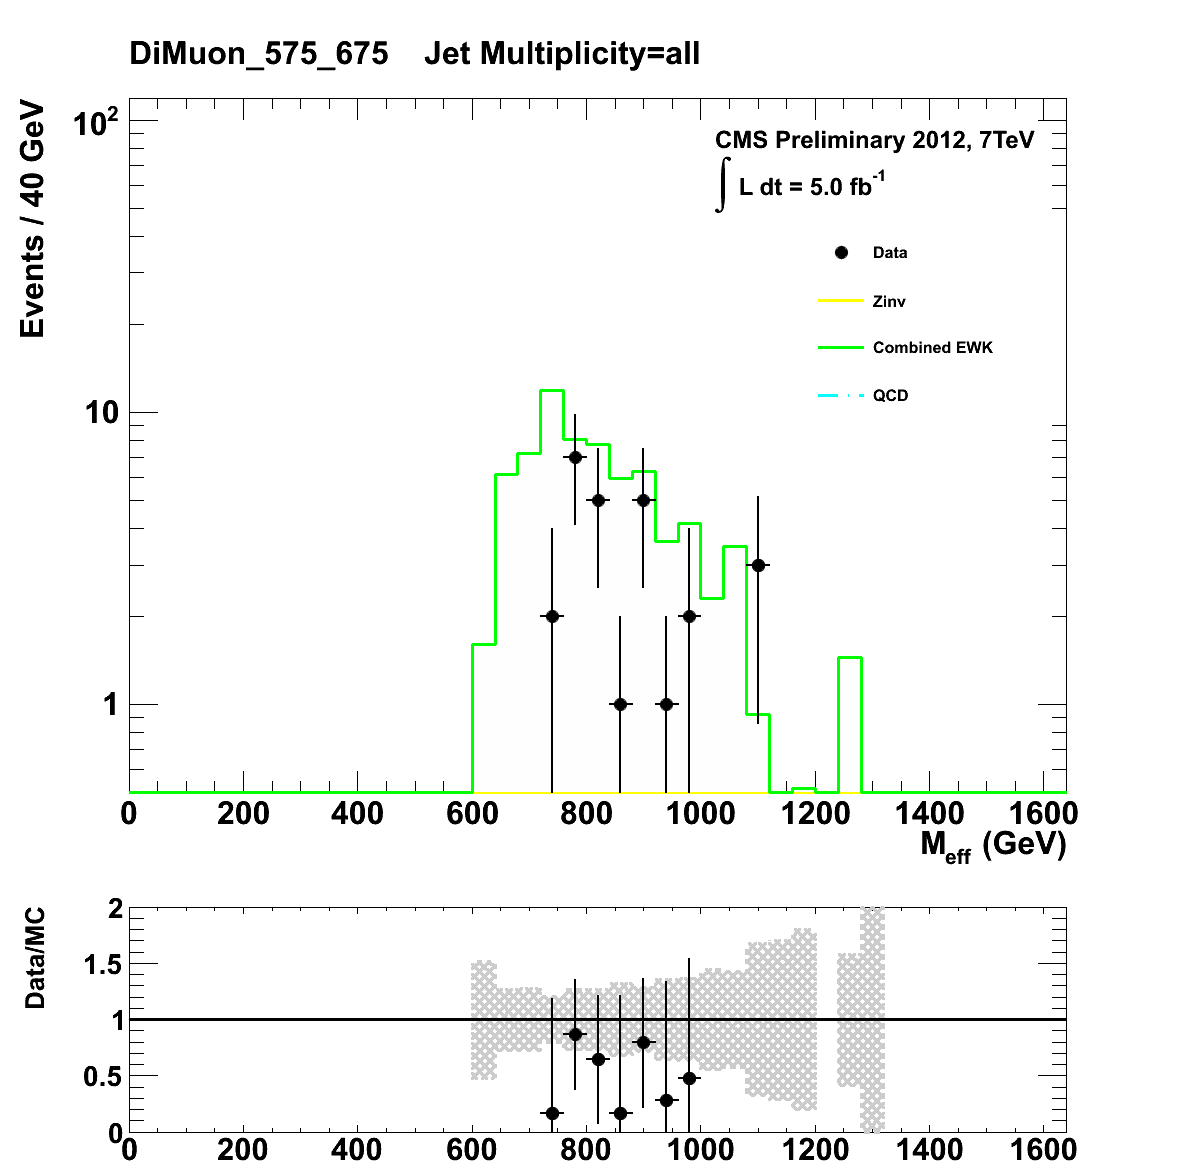 DiMuon_575_675 Jet Multiplicity=all
Events / 40 GeV
10²
10
1
CMS Preliminary 2012, 7TeV
∫ L dt = 5.0 fb⁻¹
Data
Zinv
Combined EWK
QCD
0 200 400 600 800 1000 1200 1400 1600
M_eff (GeV)
Data/MC
2
1.5
1
0.5
0
0 200 400 600 800 1000 1200 1400 1600